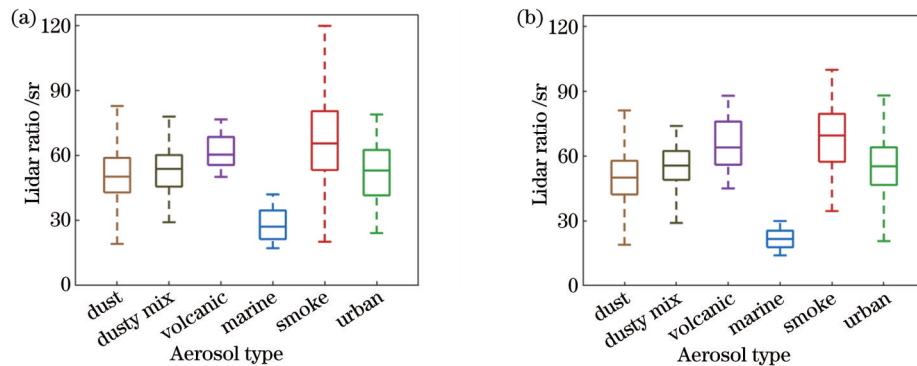 (a)
120
90
60
30
0
Lidar ratio /sr
dust
dusty mix
volcanic
marine
smoke
urban
Aerosol type
(b)
120
90
60
30
0
Lidar ratio /sr
dust
dusty mix
volcanic
marine
smoke
urban
Aerosol type